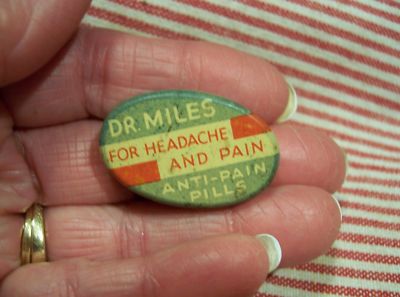 DR. MILES
FOR HEADACHE
AND PAIN
ANTI-PAIN
PILLS